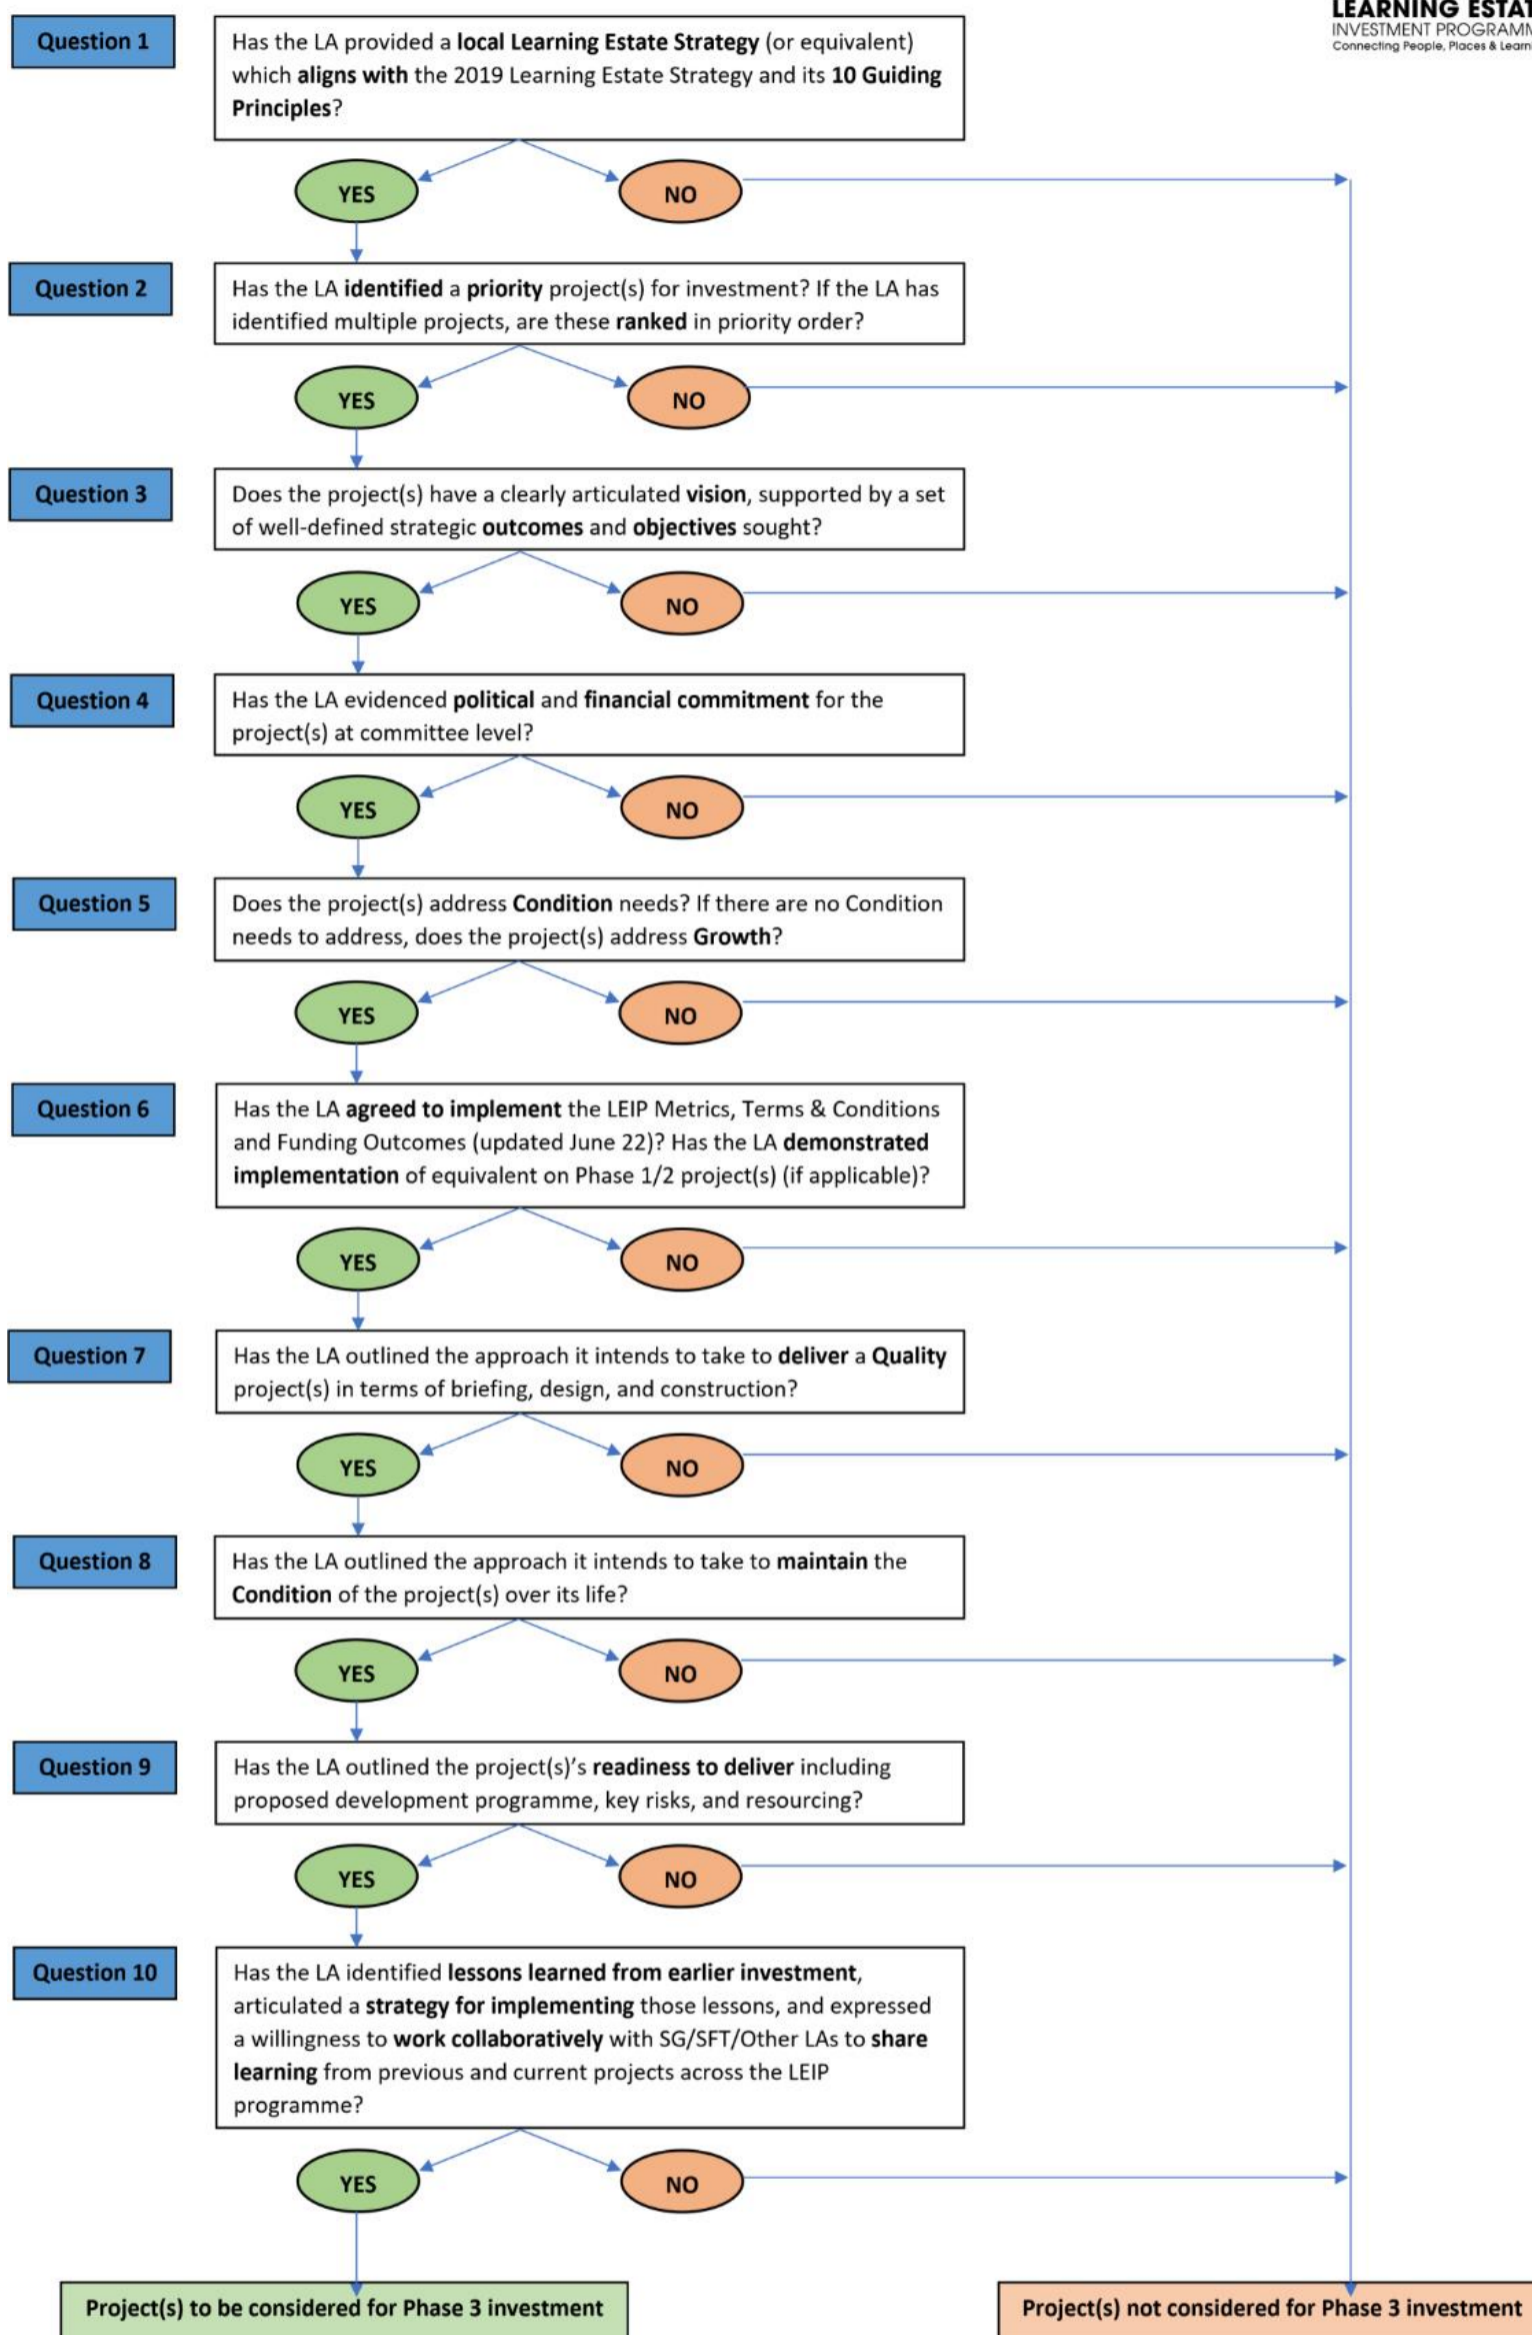 LEARNING ESTAT
INVESTMENT PROGRAMM
Connecting People, Places & Learni
Question 1
Has the LA provided a local Learning Estate Strategy (or equivalent)
which aligns with the 2019 Learning Estate Strategy and its 10 Guiding
Principles?
YES
NO
Question 2
Has the LA identified a priority project(s) for investment? If the LA has
identified multiple projects, are these ranked in priority order?
YES
NO
Question 3
Does the project(s) have a clearly articulated vision, supported by a set
of well-defined strategic outcomes and objectives sought?
YES
NO
Question 4
Has the LA evidenced political and financial commitment for the
project(s) at committee level?
YES
NO
Question 5
Does the project(s) address Condition needs? If there are no Condition
needs to address, does the project(s) address Growth?
YES
NO
Question 6
Has the LA agreed to implement the LEIP Metrics, Terms & Conditions
and Funding Outcomes (updated June 22)? Has the LA demonstrated
implementation of equivalent on Phase 1/2 project(s) (if applicable)?
YES
NO
Question 7
Has the LA outlined the approach it intends to take to deliver a Quality
project(s) in terms of briefing, design, and construction?
YES
NO
Question 8
Has the LA outlined the approach it intends to take to maintain the
Condition of the project(s) over its life?
YES
NO
Question 9
Has the LA outlined the project(s)’s readiness to deliver including
proposed development programme, key risks, and resourcing?
YES
NO
Question 10
Has the LA identified lessons learned from earlier investment,
articulated a strategy for implementing those lessons, and expressed
a willingness to work collaboratively with SG/SFT/Other LAs to share
learning from previous and current projects across the LEIP
programme?
YES
NO
Project(s) to be considered for Phase 3 investment
Project(s) not considered for Phase 3 investment